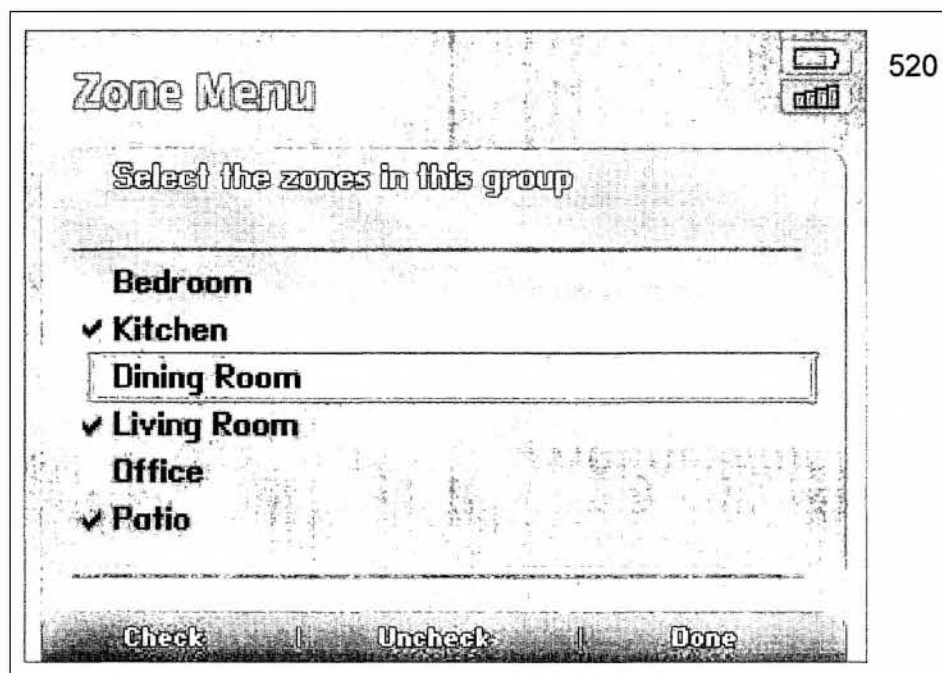 520
Zone Menu
Select the zones in this group
Bedroom
✔ Kitchen
Dining Room
✔ Living Room
Office
✔ Patio
Check Uncheck Done